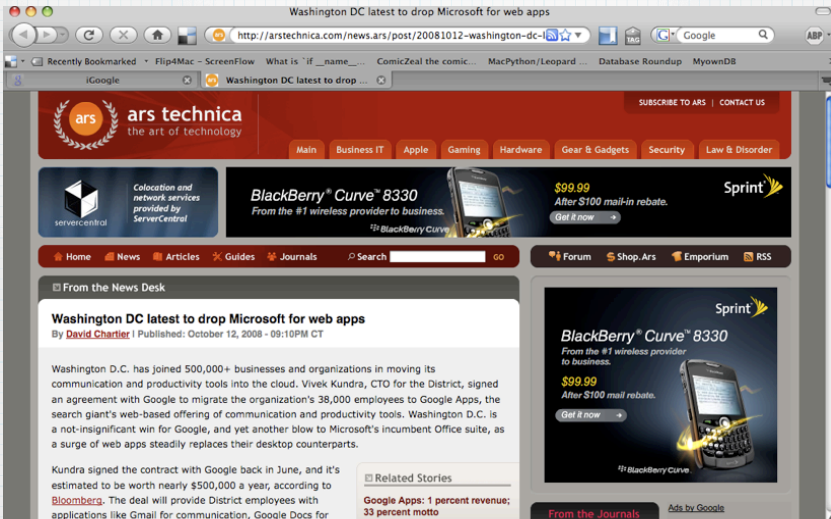 Washington DC latest to drop Microsoft for web apps
http://arstechnica.com/news.ars/post/20081012-washington-dc-l
TAG
Google
ABP
Recently Bookmarked
Flip4Mac - ScreenFlow
What is `if __name__...
ComicZeal the comic...
MacPython/Leopard ...
Database Roundup
MyownDB
iGoogle
Washington DC latest to drop ...
SUBSCRIBE TO ARS | CONTACT US
ars
ars technica
the art of technology
Main
Business IT
Apple
Gaming
Hardware
Gear & Gadgets
Security
Law & Disorder
servercentral
Colocation and
network services
provided by
ServerCentral
BlackBerry® Curve™ 8330
From the #1 wireless provider to business.
BlackBerry Curve
$99.99
After $100 mail-in rebate.
Get it now
Sprint
Home
News
Articles
Guides
Journals
Search
GO
Forum
Shop.Ars
Emporium
RSS
From the News Desk
Washington DC latest to drop Microsoft for web apps
By David Chartier | Published: October 12, 2008 - 09:10PM CT
Washington D.C. has joined 500,000+ businesses and organizations in moving its
communication and productivity tools into the cloud. Vivek Kundra, CTO for the District, signed
an agreement with Google to migrate the organization's 38,000 employees to Google Apps, the
search giant's web-based offering of communication and productivity tools. Washington D.C. is
a not-insignificant win for Google, and yet another blow to Microsoft's incumbent Office suite, as
a surge of web apps steadily replaces their desktop counterparts.
Kundra signed the contract with Google back in June, and it's
estimated to be worth nearly $500,000 a year, according to
Bloomberg. The deal will provide District employees with
applications like Gmail for communication, Google Docs for
Related Stories
Google Apps: 1 percent revenue;
33 percent motto
Sprint
BlackBerry® Curve™ 8330
From the #1 wireless provider
to business.
$99.99
After $100 mail rebate.
Get it now
BlackBerry Curve
From the Journals
Ads by Google